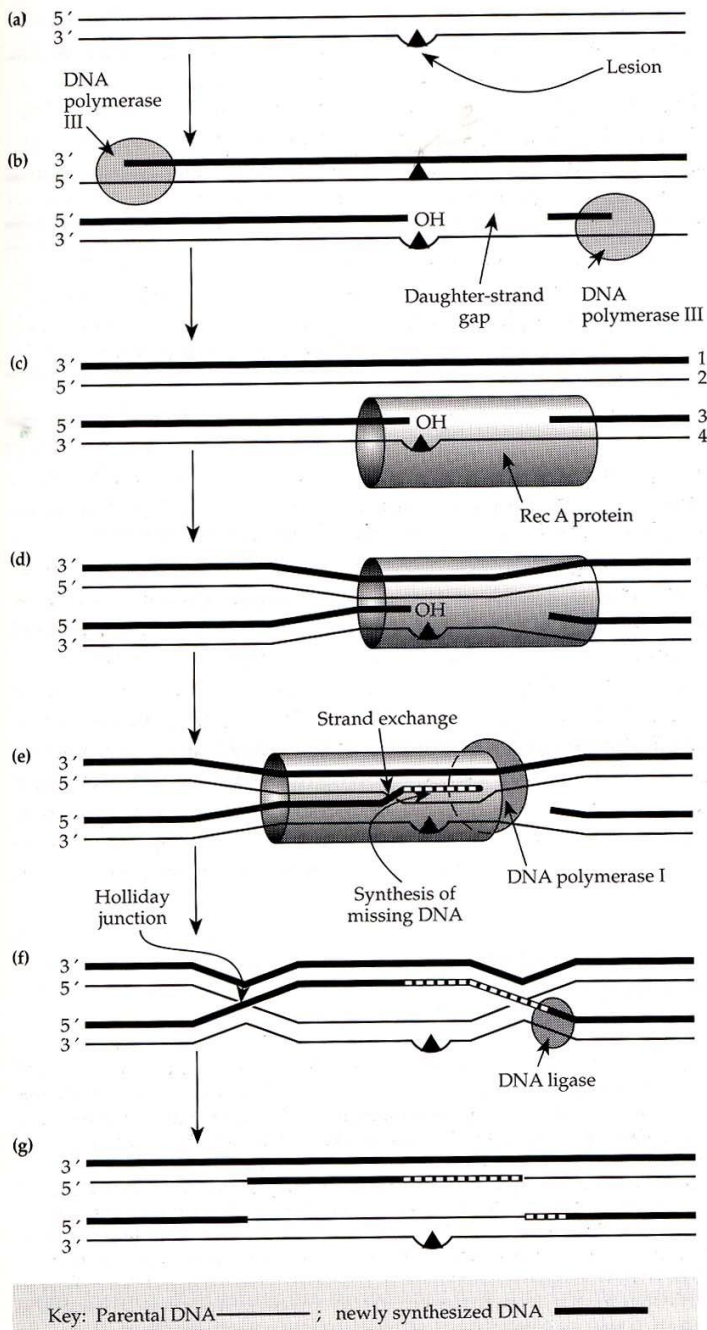 (a) 5′
3′
Lesion
DNA
polymerase
III
(b) 3′
5′
5′ OH
3′
Daughter-strand
gap
DNA
polymerase III
(c) 3′ 1
5′ 2
5′ OH 3
3′ 4
Rec A protein
(d) 3′
5′
5′ OH
3′
Strand exchange
(e) 3′
5′
5′
3′
DNA polymerase I
Synthesis of
missing DNA
Holliday
junction
(f) 3′
5′
5′
3′
DNA ligase
(g)
3′
5′
5′
3′
Key: Parental DNA ; newly synthesized DNA